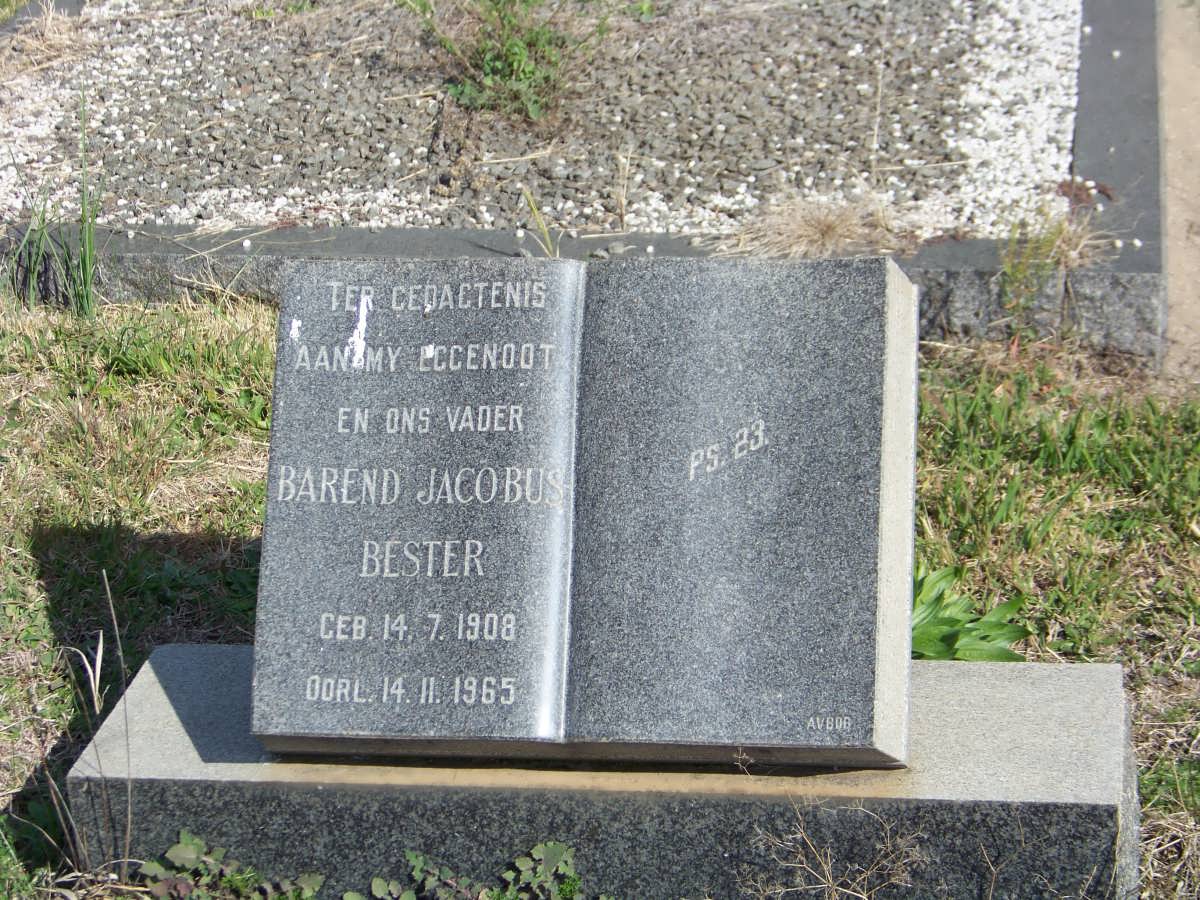 TER GEDAGTENIS
AAN MY EGGENOOT
EN ONS VADER
BAREND JACOBUS
BESTER
GEB. 14. 7. 1908
OORL. 14. 11. 1965
PS. 23.
AVBOB